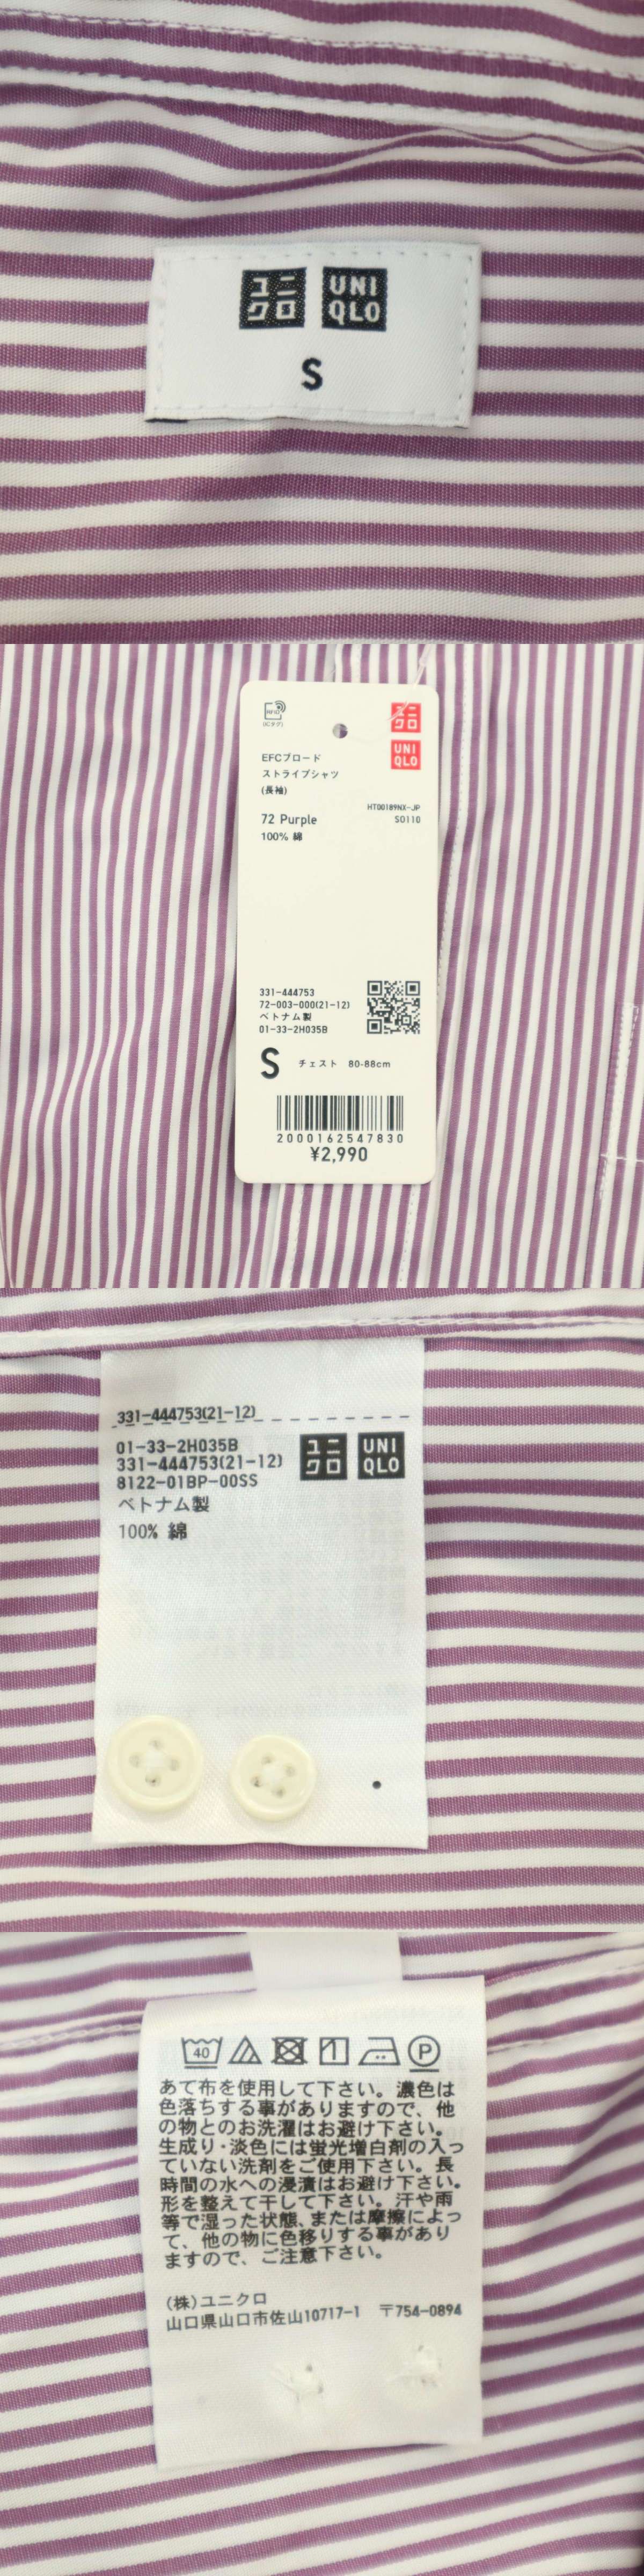 ユニ
クロ
UNI
QLO
S
RFID
(ICタグ)
ユニ
クロ
UNI
QLO
EFCブロード
ストライプシャツ
(長袖)
HT00189NX-JP
72 Purple
SO110
100% 綿
331-444753
72-003-000(21-12)
ベトナム製
01-33-2H035B
S チェスト 80-88cm
2000162547830
¥2,990
331-444753(21-12)
01-33-2H035B
331-444753(21-12)
8122-01BP-00SS
ベトナム製
100% 綿
ユニ
クロ
UNI
QLO
40
P
あて布を使用して下さい。濃色は
色落ちする事がありますので、他
の物とのお洗濯はお避け下さい。
生成り・淡色には蛍光増白剤の入っ
ていない洗剤をご使用下さい。長
時間の水への浸漬はお避け下さい。
形を整えて干して下さい。汗や雨
等で湿った状態、または摩擦によっ
て、他の物に色移りする事があり
ますので、ご注意下さい。
(株)ユニクロ
山口県山口市佐山10717-1 〒754-0894